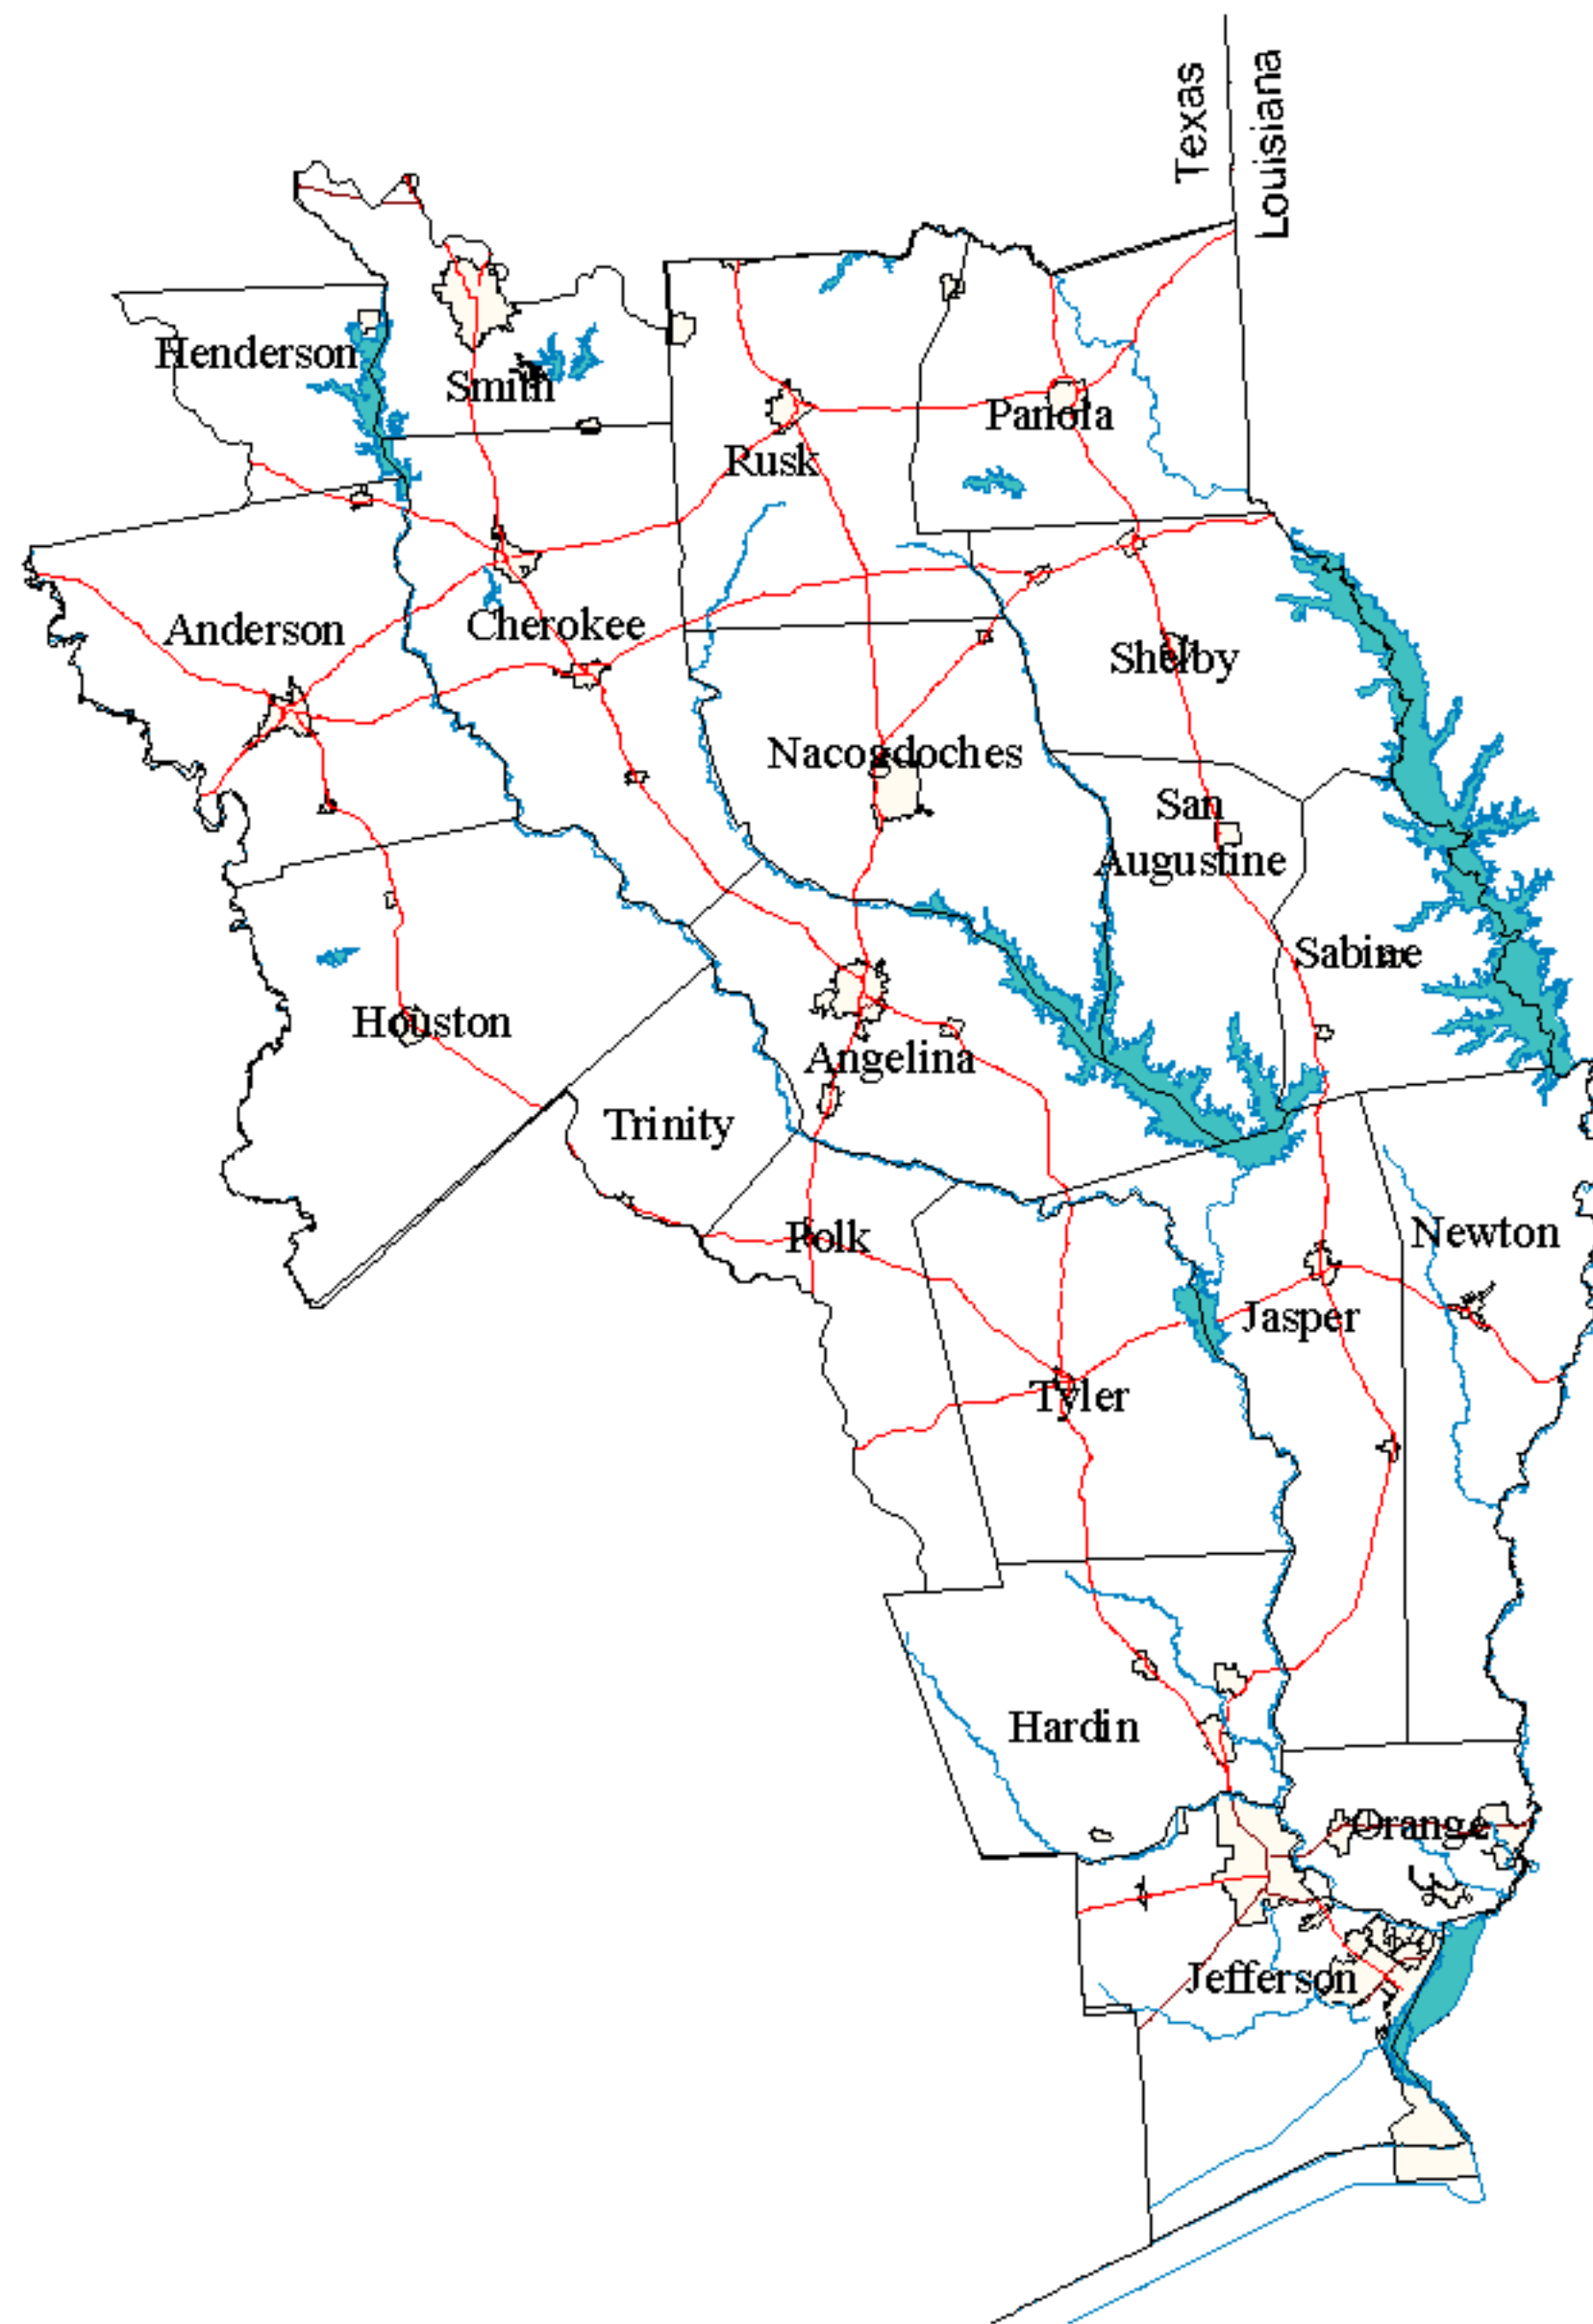 Texas
Louisiana
Henderson
Smith
Panola
Rusk
Anderson
Cherokee
Shelby
Nacogdoches
San
Augustine
Sabine
Houston
Angelina
Trinity
Polk
Newton
Jasper
Tyler
Hardin
Orange
Jefferson